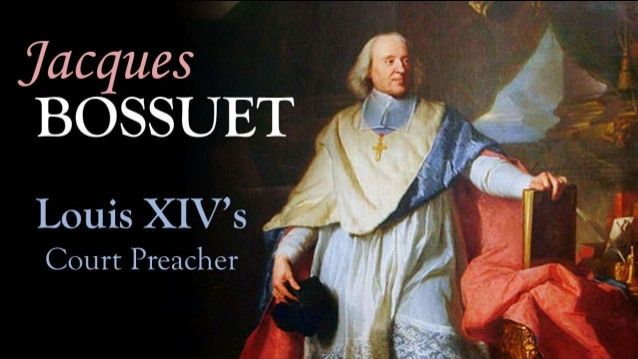 Jacques
BOSSUET
Louis XIV's
Court Preacher